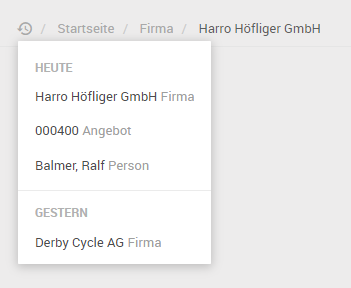 / Startseite / Firma / Harro Höfliger GmbH
HEUTE
Harro Höfliger GmbH Firma
000400 Angebot
Balmer, Ralf Person
GESTERN
Derby Cycle AG Firma